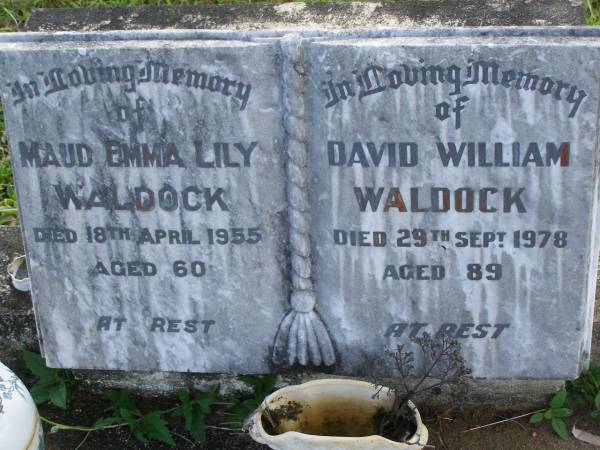 In Loving Memory
of
MAUD EMMA LILY
WALDOCK
DIED 18TH APRIL 1955
AGED 60
AT REST
In Loving Memory
of
DAVID WILLIAM
WALDOCK
DIED 29TH SEPT. 1978
AGED 89
AT REST